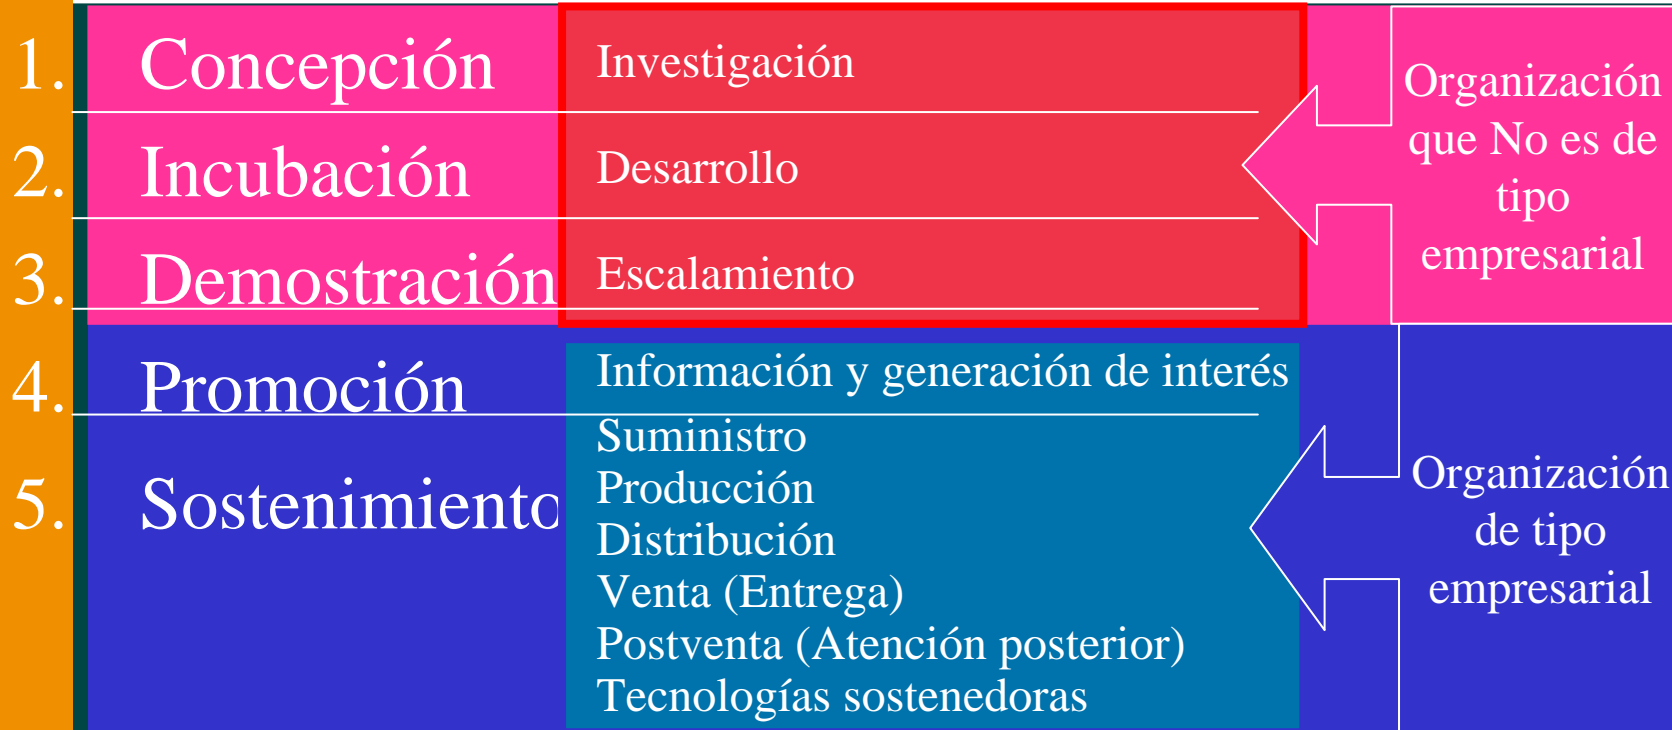 1. Concepción Investigación
2. Incubación Desarrollo
3. Demostración Escalamiento
Organización
que No es de
tipo
empresarial
4. Promoción Información y generación de interés
5. Sostenimiento
Suministro
Producción
Distribución
Venta (Entrega)
Postventa (Atención posterior)
Tecnologías sostenedoras
Organización
de tipo
empresarial